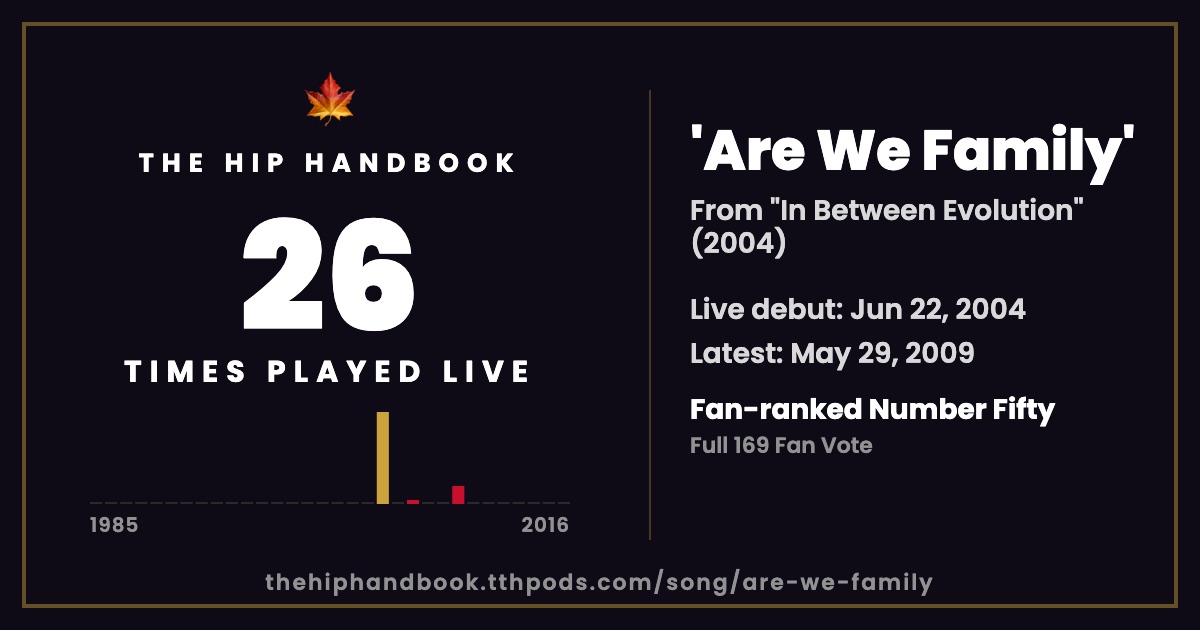 THE HIP HANDBOOK
26
TIMES PLAYED LIVE
1985
2016
'Are We Family'
From "In Between Evolution"
(2004)
Live debut: Jun 22, 2004
Latest: May 29, 2009
Fan-ranked Number Fifty
Full 169 Fan Vote
thehiphandbook.tthpods.com/song/are-we-family